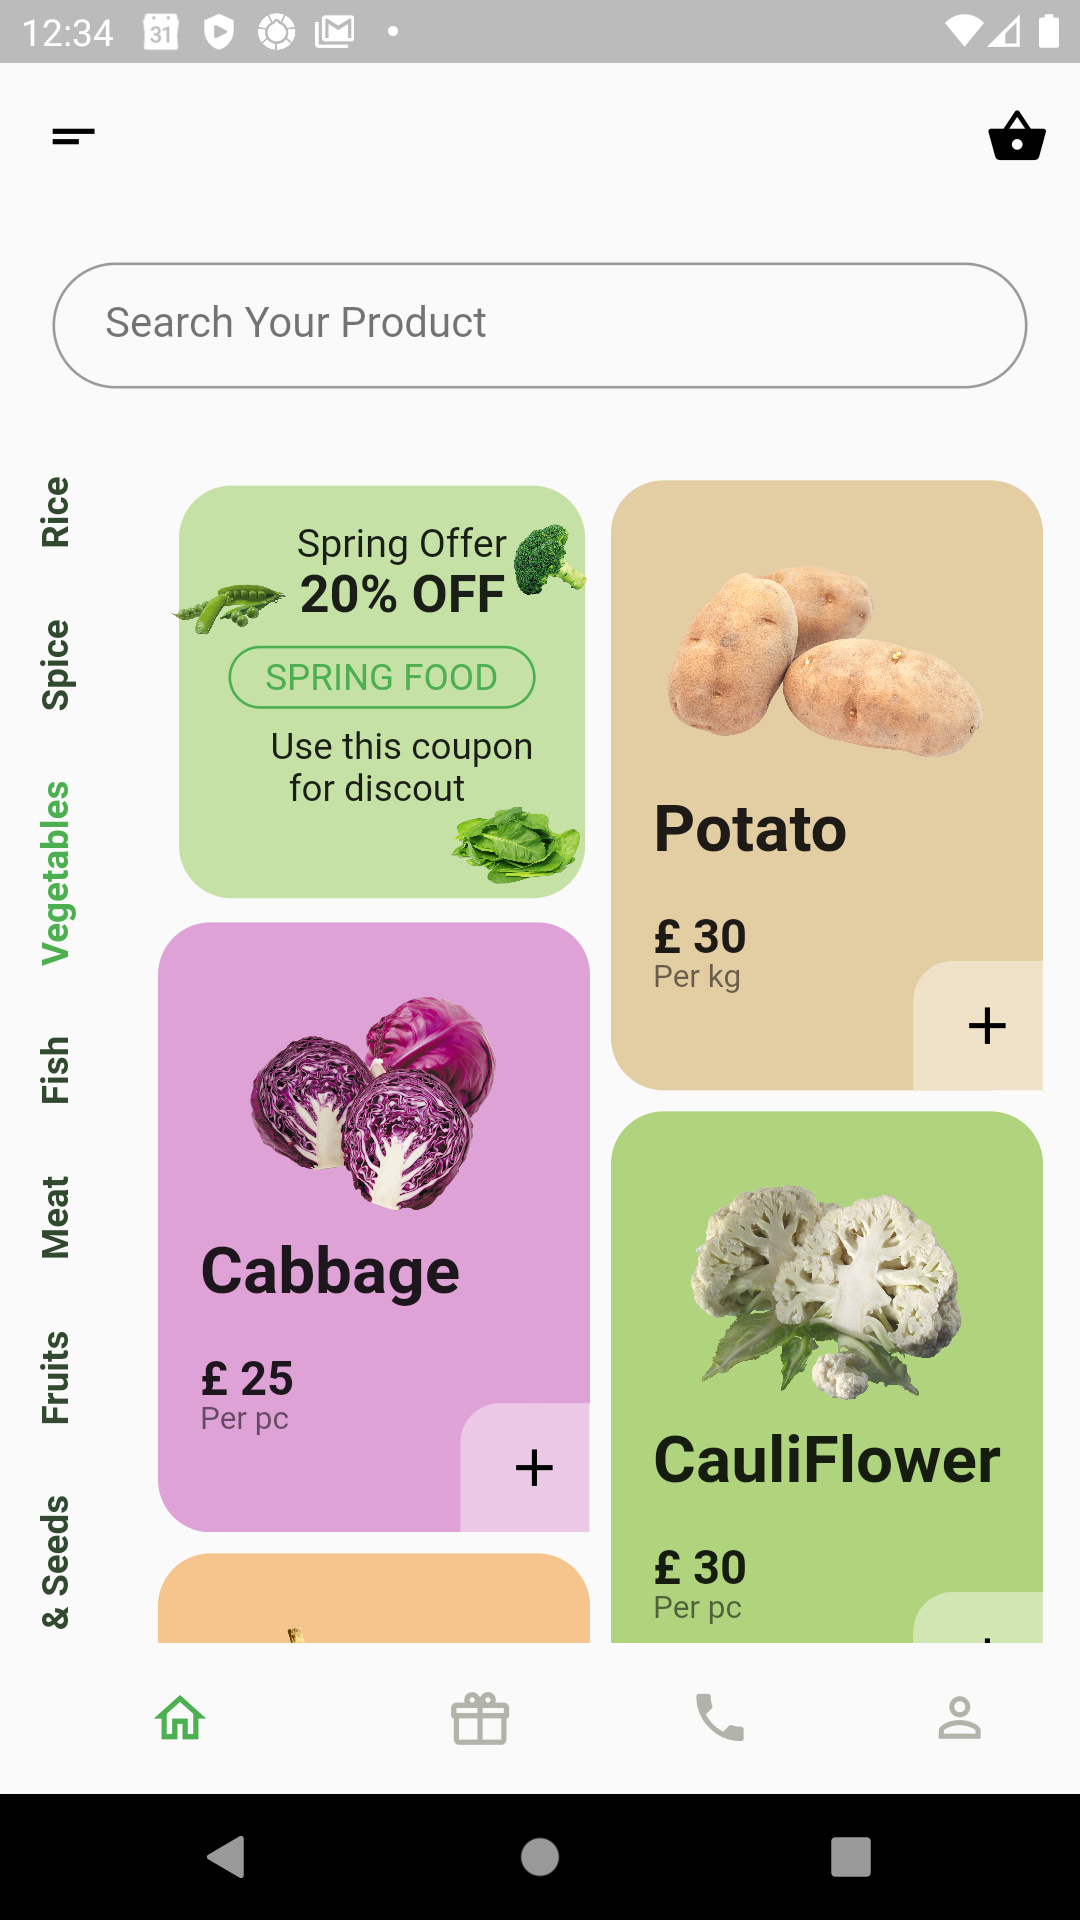 12:34
31
Search Your Product
Rice
Spice
Vegetables
Fish
Meat
Fruits
& Seeds
Spring Offer
20% OFF
SPRING FOOD
Use this coupon
for discout
Potato
£ 30
Per kg
+
Cabbage
£ 25
Per pc
+
CauliFlower
£ 30
Per pc